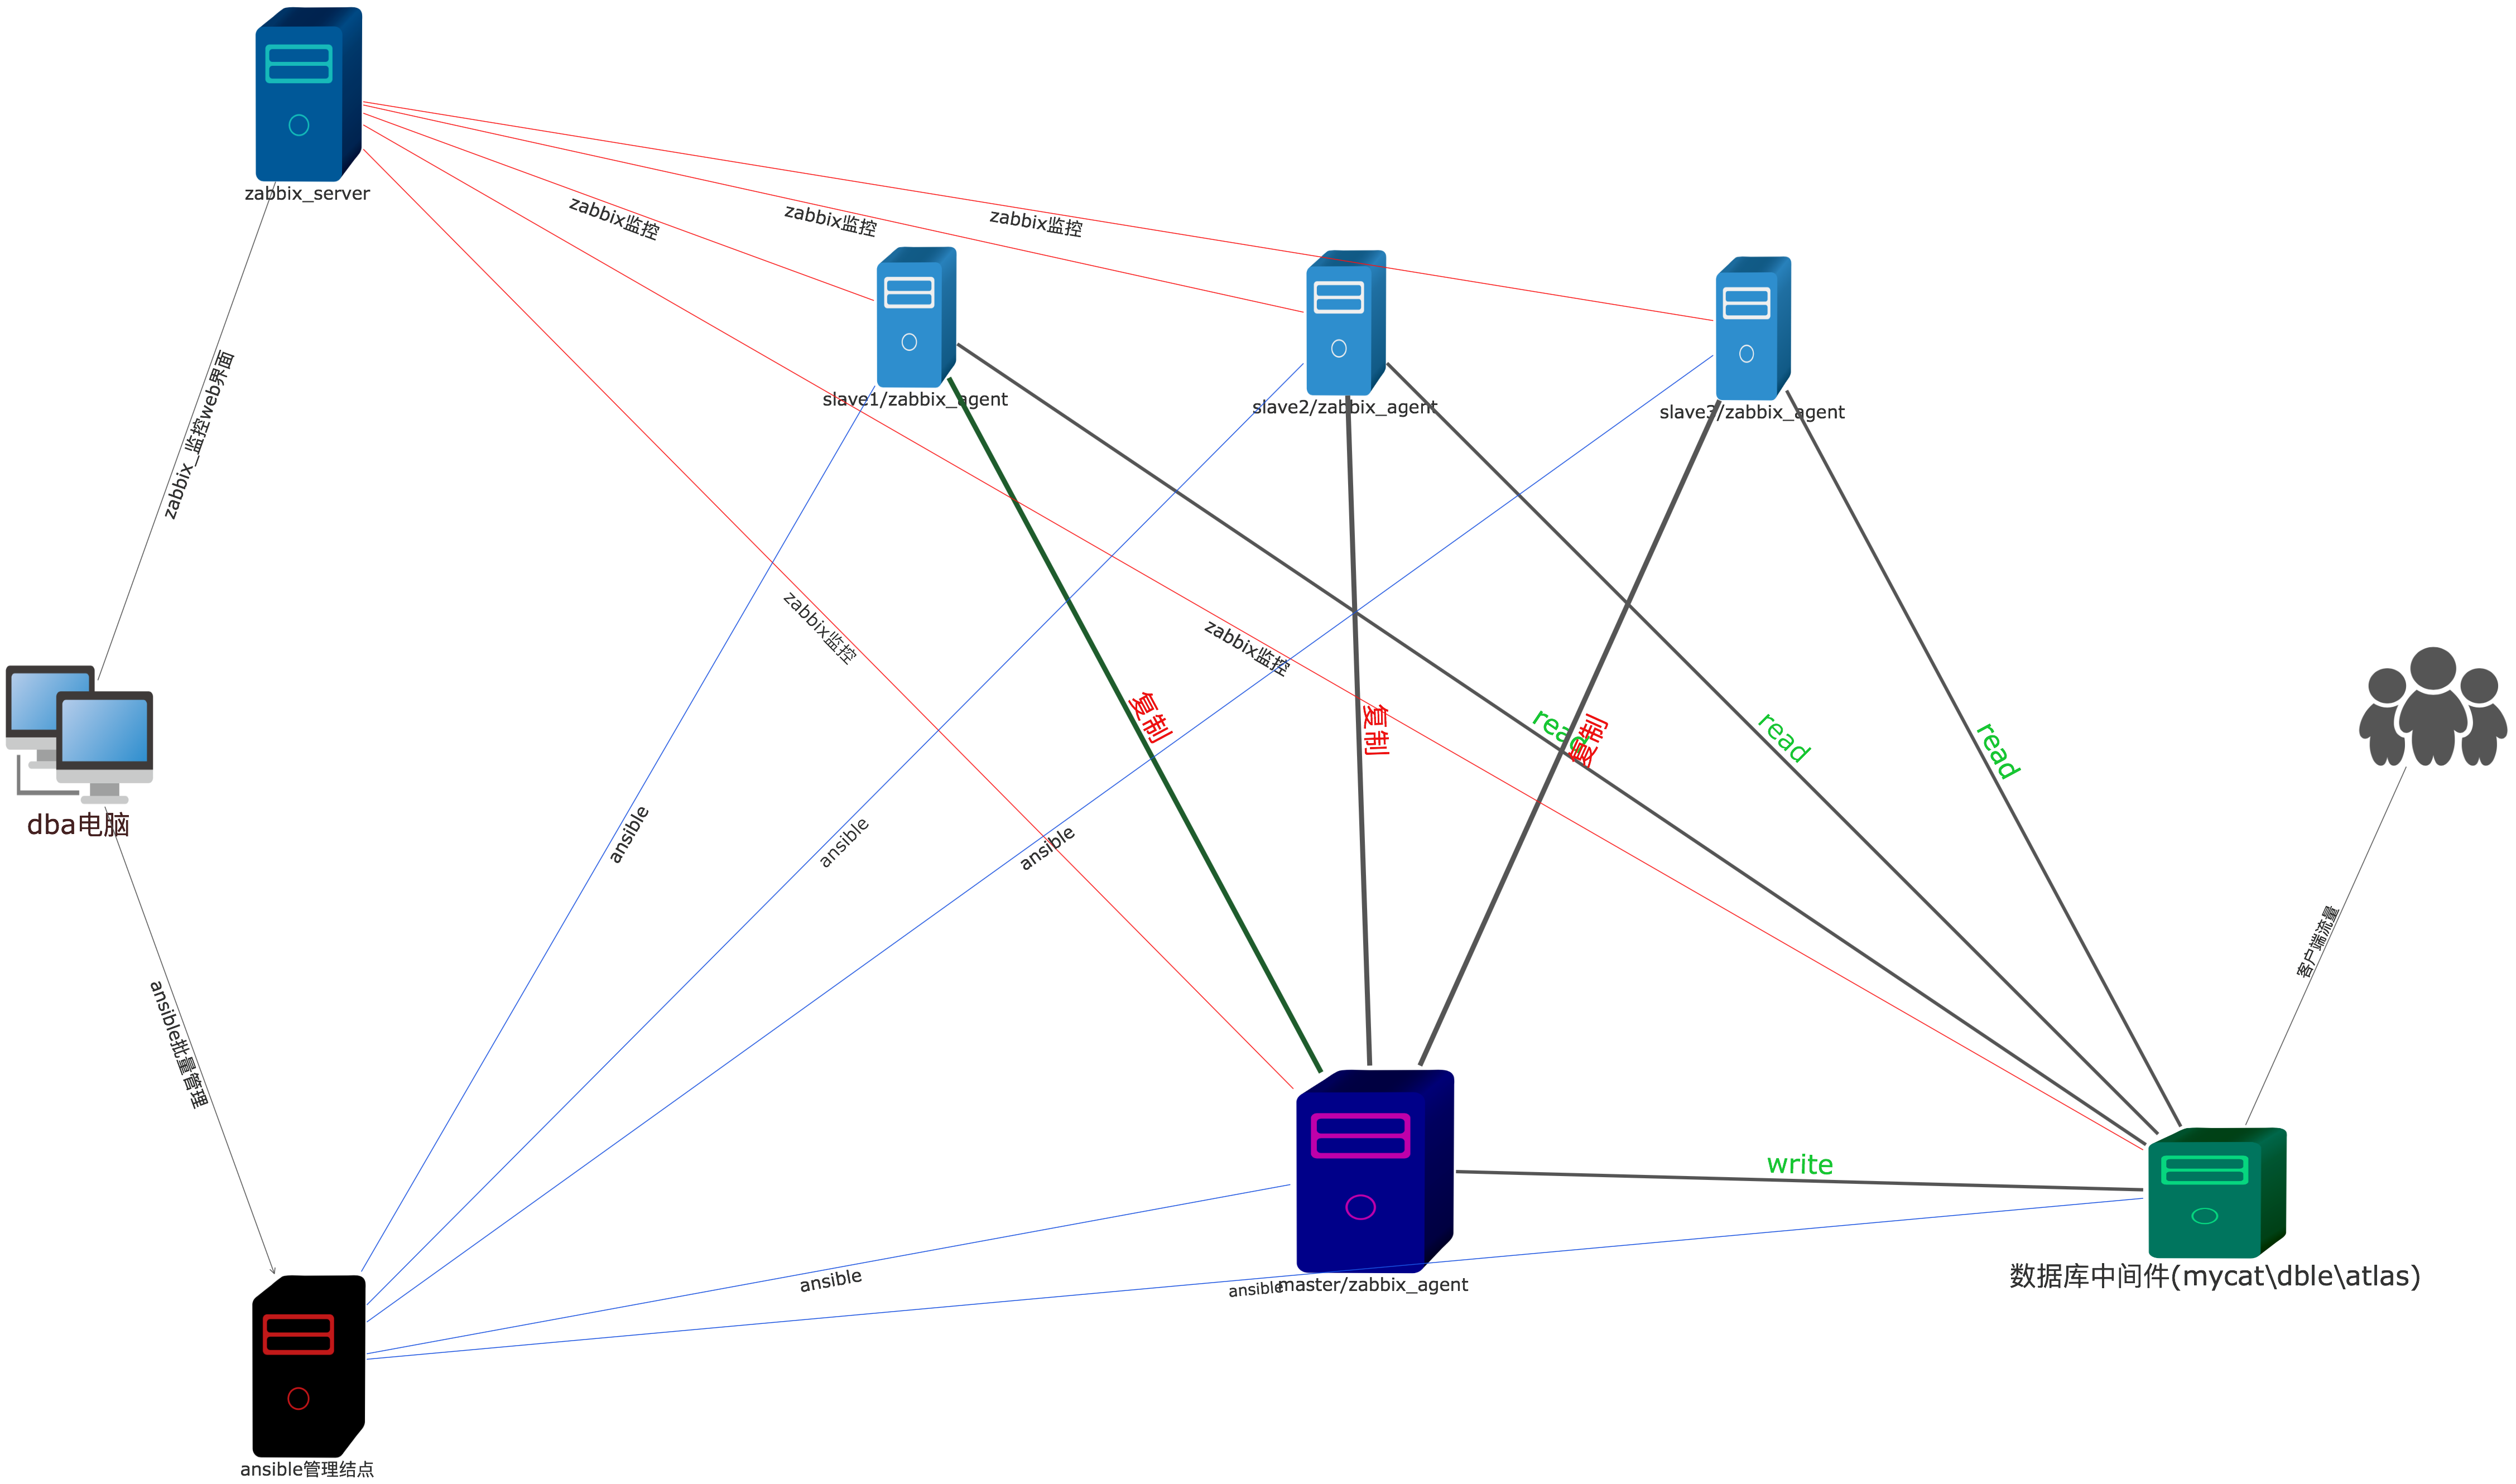 zabbix_server
zabbix监控
zabbix监控
zabbix监控
slave1/zabbix_agent
slave2/zabbix_agent
slave3/zabbix_agent
zabbix_监控web界面
zabbix监控
zabbix监控
复制
复制
复制
read
read
read
dba电脑
ansible
ansible
ansible
客户端流量
ansible批量管理
write
ansible
ansible
master/zabbix_agent
数据库中间件(mycat\dble\atlas)
ansible管理结点